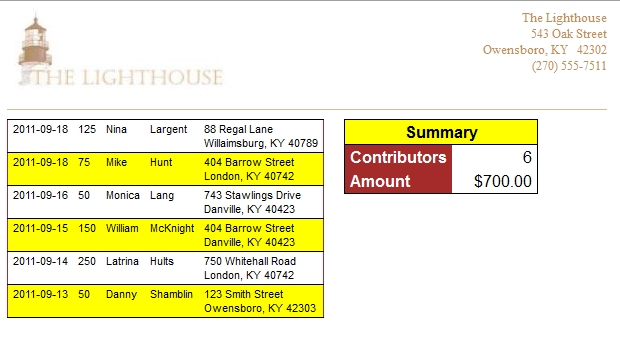 THE LIGHTHOUSE
The Lighthouse
543 Oak Street
Owensboro, KY 42302
(270) 555-7511
2011-09-18 125 Nina Largent 88 Regal Lane
Willaimsburg, KY 40789
2011-09-18 75 Mike Hunt 404 Barrow Street
London, KY 40742
2011-09-16 50 Monica Lang 743 Stawlings Drive
Danville, KY 40423
2011-09-15 150 William McKnight 404 Barrow Street
Danville, KY 40423
2011-09-14 250 Latrina Hults 750 Whitehall Road
London, KY 40742
2011-09-13 50 Danny Shamblin 123 Smith Street
Owensboro, KY 42303
Summary
Contributors 6
Amount $700.00